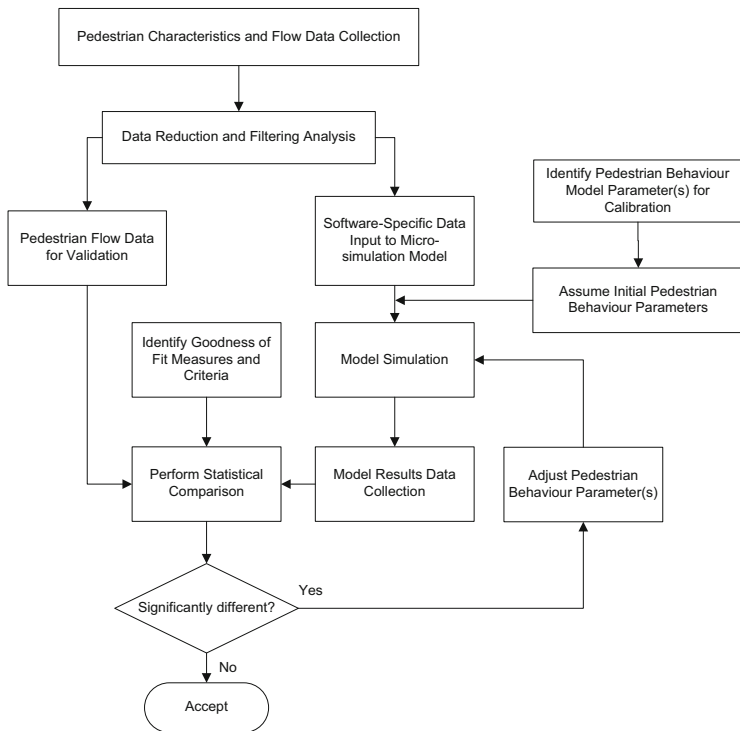 Pedestrian Characteristics and Flow Data Collection
Data Reduction and Filtering Analysis
Identify Pedestrian Behaviour
Model Parameter(s) for
Calibration
Pedestrian Flow Data
for Validation
Software-Specific Data
Input to Micro-
simulation Model
Assume Initial Pedestrian
Behaviour Parameters
Identify Goodness of
Fit Measures and
Criteria
Model Simulation
Perform Statistical
Comparison
Model Results Data
Collection
Adjust Pedestrian
Behaviour Parameter(s)
Significantly different?
Yes
No
Accept